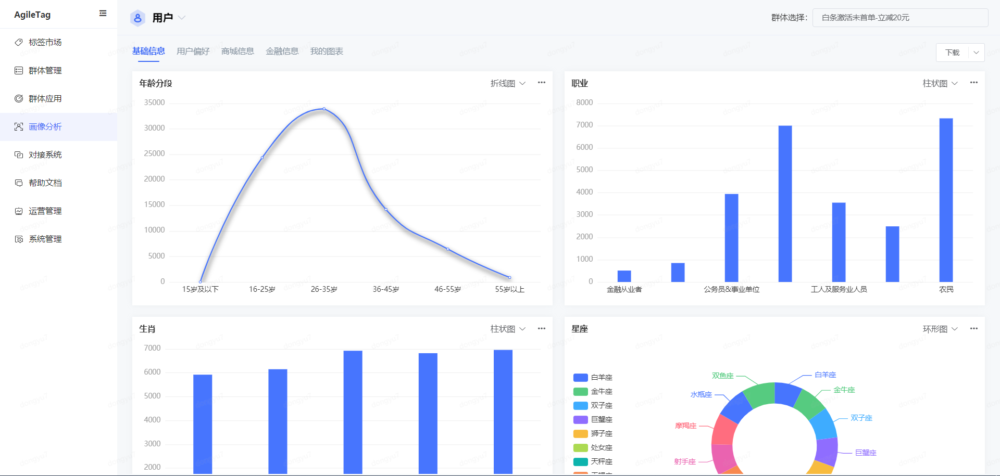 AgileTag
标签市场
群体管理
群体应用
画像分析
对接系统
帮助文档
运营管理
系统管理
用户
群体选择:
白条激活未首单-立减20元
基础信息
用户偏好
商城信息
金融信息
我的图表
下载
年龄分段
折线图
35000
30000
25000
20000
15000
10000
5000
0
15岁及以下
16-25岁
26-35岁
36-45岁
46-55岁
55岁以上
职业
柱状图
8000
7000
6000
5000
4000
3000
2000
1000
0
金融从业者
公务员&事业单位
工人及服务业人员
农民
生肖
柱状图
7000
6000
5000
4000
3000
2000
星座
环形图
白羊座
金牛座
双子座
巨蟹座
狮子座
处女座
天秤座
双鱼座
白羊座
水瓶座
金牛座
摩羯座
双子座
射手座
巨蟹座
dongyu7